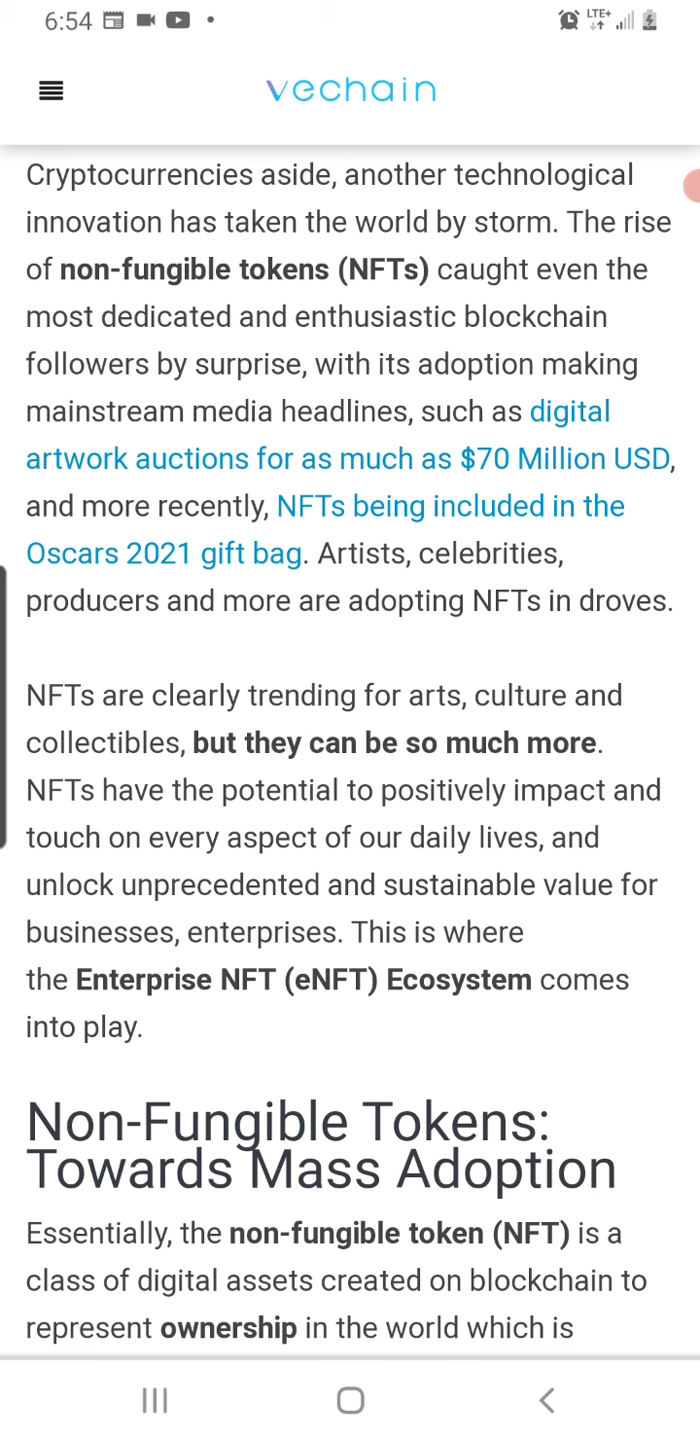 6:54
LTE+
vechain
Cryptocurrencies aside, another technological
innovation has taken the world by storm. The rise
of non-fungible tokens (NFTs) caught even the
most dedicated and enthusiastic blockchain
followers by surprise, with its adoption making
mainstream media headlines, such as digital
artwork auctions for as much as $70 Million USD,
and more recently, NFTs being included in the
Oscars 2021 gift bag. Artists, celebrities,
producers and more are adopting NFTs in droves.
NFTs are clearly trending for arts, culture and
collectibles, but they can be so much more.
NFTs have the potential to positively impact and
touch on every aspect of our daily lives, and
unlock unprecedented and sustainable value for
businesses, enterprises. This is where
the Enterprise NFT (eNFT) Ecosystem comes
into play.
Non-Fungible Tokens:
Towards Mass Adoption
Essentially, the non-fungible token (NFT) is a
class of digital assets created on blockchain to
represent ownership in the world which is